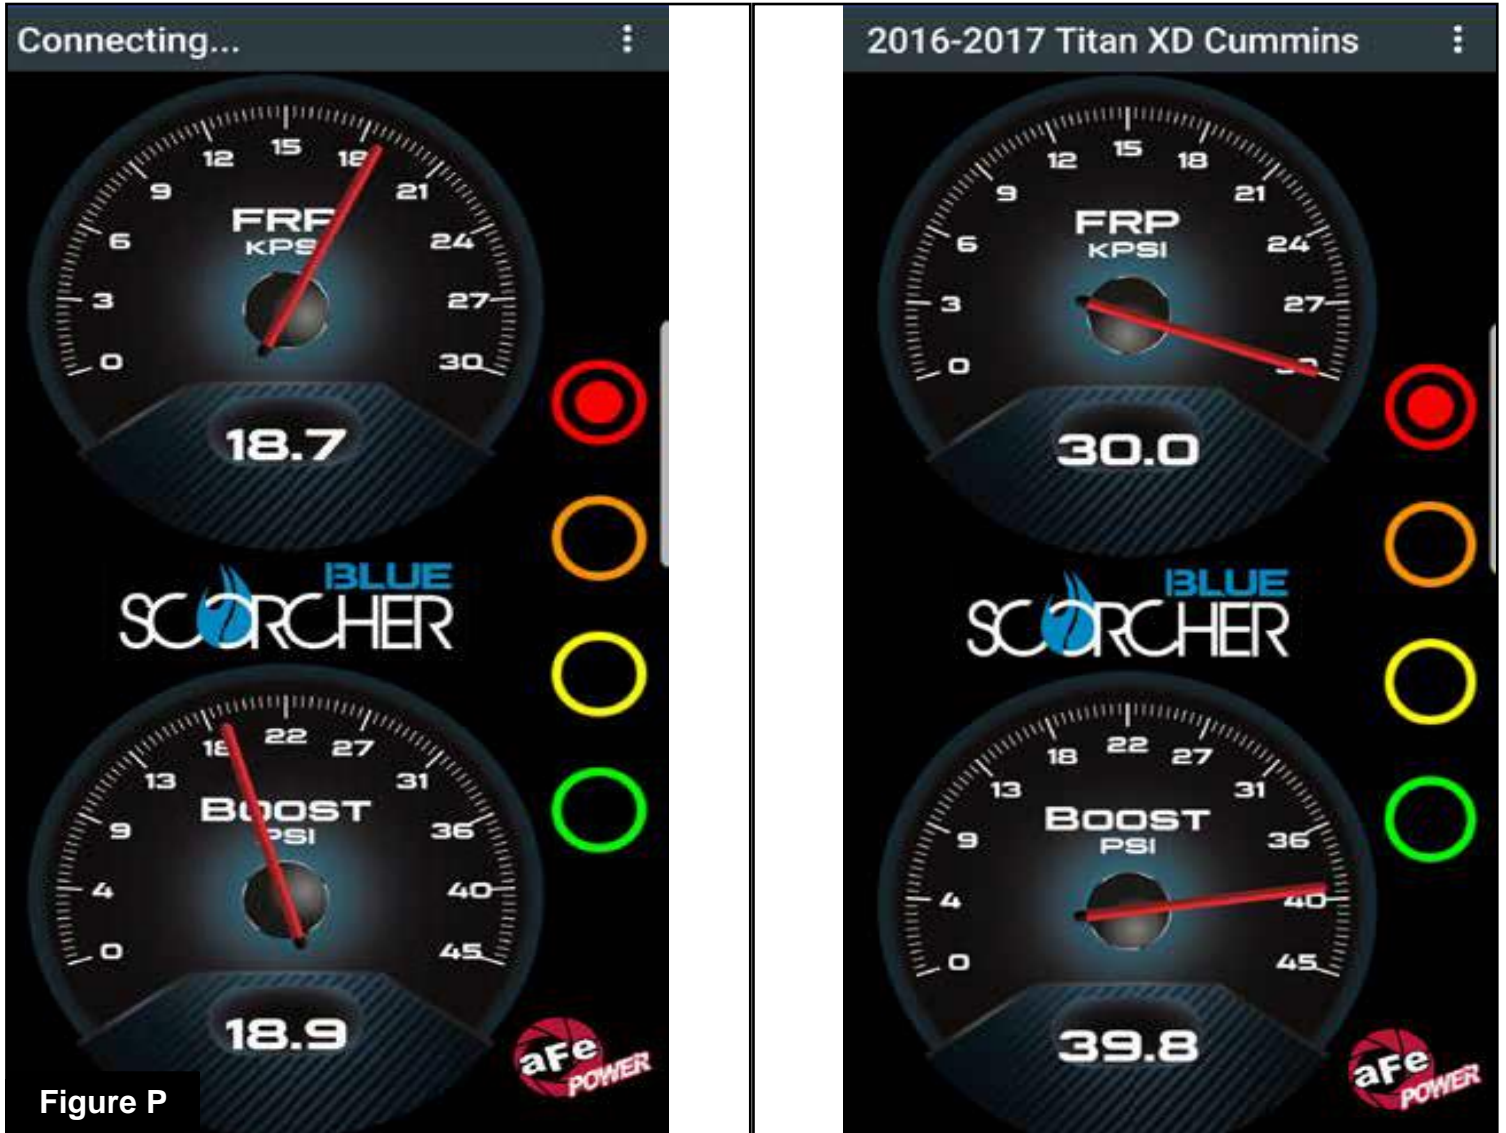 Connecting...
12 15 18
9 21
FRP
6 KPSI 24
3 27
0 30
18.7
BLUE
SCORCHER
18 22 27
13 31
BOOST
9 PSI 36
4 40
0 45
18.9
aFe
POWER
Figure P
2016-2017 Titan XD Cummins
12 15 18
9 21
FRP
6 KPSI 24
3 27
0 30
30.0
BLUE
SCORCHER
18 22 27
13 31
BOOST
9 PSI 36
4 40
0 45
39.8
aFe
POWER